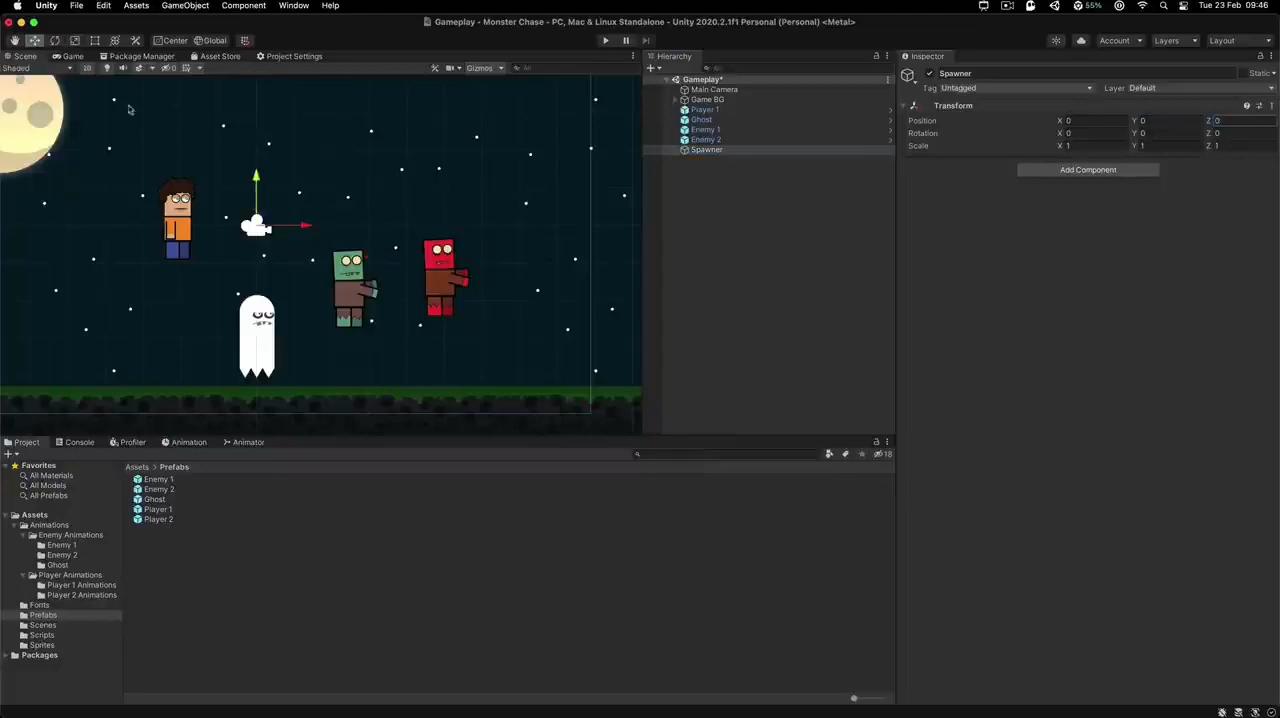 Unity File Edit Assets GameObject Component Window Help 55% Tue 23 Feb 09:46
Gameplay - Monster Chase - PC, Mac & Linux Standalone - Unity 2020.2.1f1 Personal (Personal) <Metal>
Center Global Account Layers Layout
Scene Game Package Manager Asset Store Project Settings
Shaded 2D 0 Gizmos All
Hierarchy
All
Gameplay*
Main Camera
Game BG
Player 1
Ghost
Enemy 1
Enemy 2
Spawner
Inspector
Spawner Static
Tag Untagged Layer Default
Transform
Position X 0 Y 0 Z 0
Rotation X 0 Y 0 Z 0
Scale X 1 Y 1 Z 1
Add Component
Project Console Profiler Animation Animator
18
Favorites
All Materials
All Models
All Prefabs
Assets
Animations
Enemy Animations
Enemy 1
Enemy 2
Ghost
Player Animations
Player 1 Animations
Player 2 Animations
Fonts
Prefabs
Scenes
Scripts
Sprites
Packages
Assets > Prefabs
Enemy 1
Enemy 2
Ghost
Player 1
Player 2